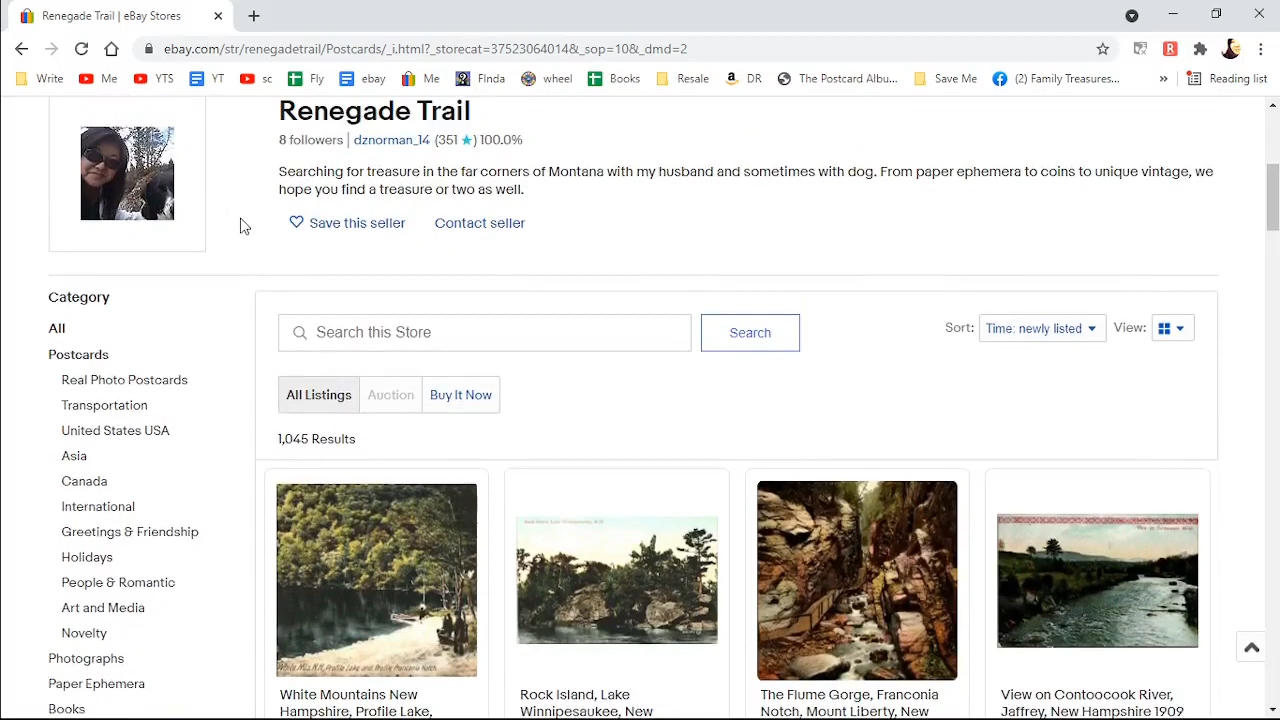 Renegade Trail | eBay Stores
ebay.com/str/renegadetrail/Postcards/_i.html?_storecat=37523064014&_sop=10&_dmd=2
Write Me YTS YT sc Fly ebay Me Finda wheel Books Resale DR The Postcard Albu... Save Me (2) Family Treasures... » Reading list
Renegade Trail
8 followers | dznorman_14 (351 ★) 100.0%
Searching for treasure in the far corners of Montana with my husband and sometimes with dog. From paper ephemera to coins to unique vintage, we
hope you find a treasure or two as well.
Save this seller Contact seller
Category
All
Postcards
Real Photo Postcards
Transportation
United States USA
Asia
Canada
International
Greetings & Friendship
Holidays
People & Romantic
Art and Media
Novelty
Photographs
Paper Ephemera
Books
Search this Store Search
Sort: Time: newly listed View:
All Listings Auction Buy It Now
1,045 Results
White Mts. N.H. Profile Lake and Profile Franconia Notch.
White Mountains New
Hampshire, Profile Lake,
Rock Island, Lake
Winnipesaukee, New
The Flume Gorge, Franconia
Notch, Mount Liberty, New
View on Contoocook River,
Jaffrey, New Hampshire 1909